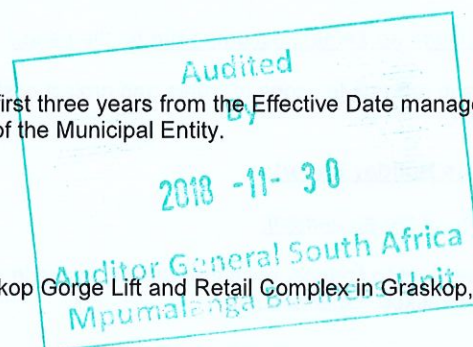 Audited
first three years from the Effective Date manage
By
of the Municipal Entity.
2018 -11- 30
Auditor General South Africa
kop Gorge Lift and Retail Complex in Graskop,
Mpumalanga Business Unit